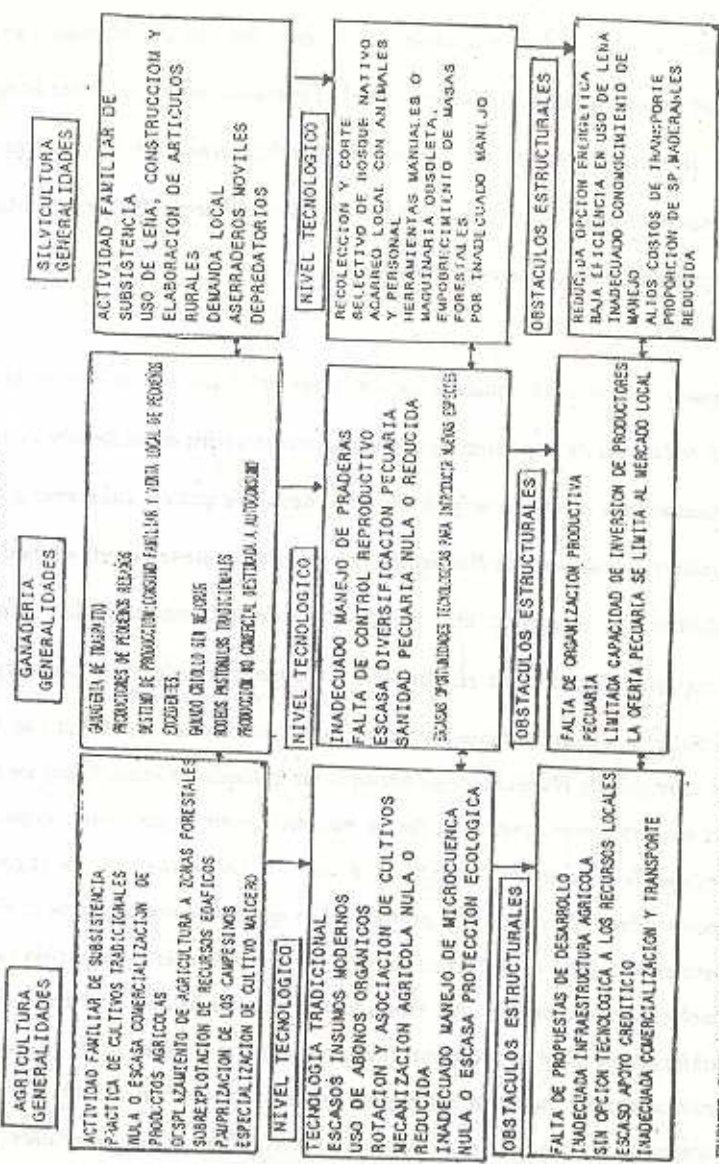 AGRICULTURA
GENERALIDADES
ACTIVIDAD FAMILIAR DE SUBSISTENCIA
PRACTICA DE CULTIVOS TRADICIONALES
NULA O ESCASA COMERCIALIZACION DE
PRODUCTOS AGRICOLAS
DESPLAZAMIENTO DE AGRICULTURA A ZONAS FORESTALES
SOBREEXPLOTACION DE RECURSOS EDAFICOS
PAUPRIZACION DE LOS CAMPESINOS
ESPECIALIZACION DE CULTIVO MAICERO
NIVEL TECNOLOGICO
TECNOLOGIA TRADICIONAL
ESCASOS INSUMOS MODERNOS
USO DE ABONOS ORGANICOS
ROTACION Y ASOCIACION DE CULTIVOS
MECANIZACION AGRICOLA NULA O
REDUCIDA
INADECUADO MANEJO DE MICROCUENCA
NULA O ESCASA PROTECCION ECOLOGICA
OBSTACULOS ESTRUCTURALES
FALTA DE PROPUESTAS DE DESARROLLO
INADECUADA INFRAESTRUCTURA AGRICOLA
SIN OPCION TECNOLOGICA A LOS RECURSOS LOCALES
ESCASO APOYO CREDITICIO
INADECUADA COMERCIALIZACION Y TRANSPORTE
GANADERIA
GENERALIDADES
GANADERIA DE TRASPATIO
PRODUCTORES DE PEQUEÑOS REBAÑOS
DESTINO DE PRODUCCION:CONSUMO FAMILIAR Y VENTA LOCAL DE PEQUEÑOS
EXCEDENTES.
GANADO CRIOLLO SIN MEJORAR
RODEOS PASTORILES TRADICIONALES
PRODUCCION NO COMERCIAL DESTINADA A AUTOCONSUMO
NIVEL TECNOLOGICO
INADECUADO MANEJO DE PRADERAS
FALTA DE CONTROL REPRODUCTIVO
ESCASA DIVERSIFICACION PECUARIA
SANIDAD PECUARIA NULA O REDUCIDA
ESCASAS OPORTUNIDADES TECNOLOGICAS PARA INTRODUCIR NUEVAS ESPECIES
OBSTACULOS ESTRUCTURALES
FALTA DE ORGANIZACION PRODUCTIVA
PECUARIA
LIMITADA CAPACIDAD DE INVERSION DE PRODUCTORES
LA OFERTA PECUARIA SE LIMITA AL MERCADO LOCAL
SILVICULTURA
GENERALIDADES
ACTIVIDAD FAMILIAR DE
SUBSISTENCIA
USO DE LENA, CONSTRUCCION Y
ELABORACION DE ARTICULOS
RURALES
DEMANDA LOCAL
ASERRADEROS MOVILES
DEPREDATORIOS
NIVEL TECNOLOGICO
RECOLECCION Y CORTE
SELECTIVO DE BOSQUE NATIVO
ACARREO LOCAL CON ANIMALES
Y PERSONAL
HERRAMIENTAS MANUALES O
MAQUINARIA OBSOLETA,
EMPOBRECIMIENTO DE MASAS
FORESTALES
POR INADECUADO MANEJO
OBSTACULOS ESTRUCTURALES
REDUCIDA OPCION ENERGETICA
BAJA EFICIENCIA EN USO DE LENA
INADECUADO CONOMOCIMIENTO DE
MANEJO
ALTOS COSTOS DE TRANSPORTE
PROPORCION DE SP.MADERABLES
REDUCIDA